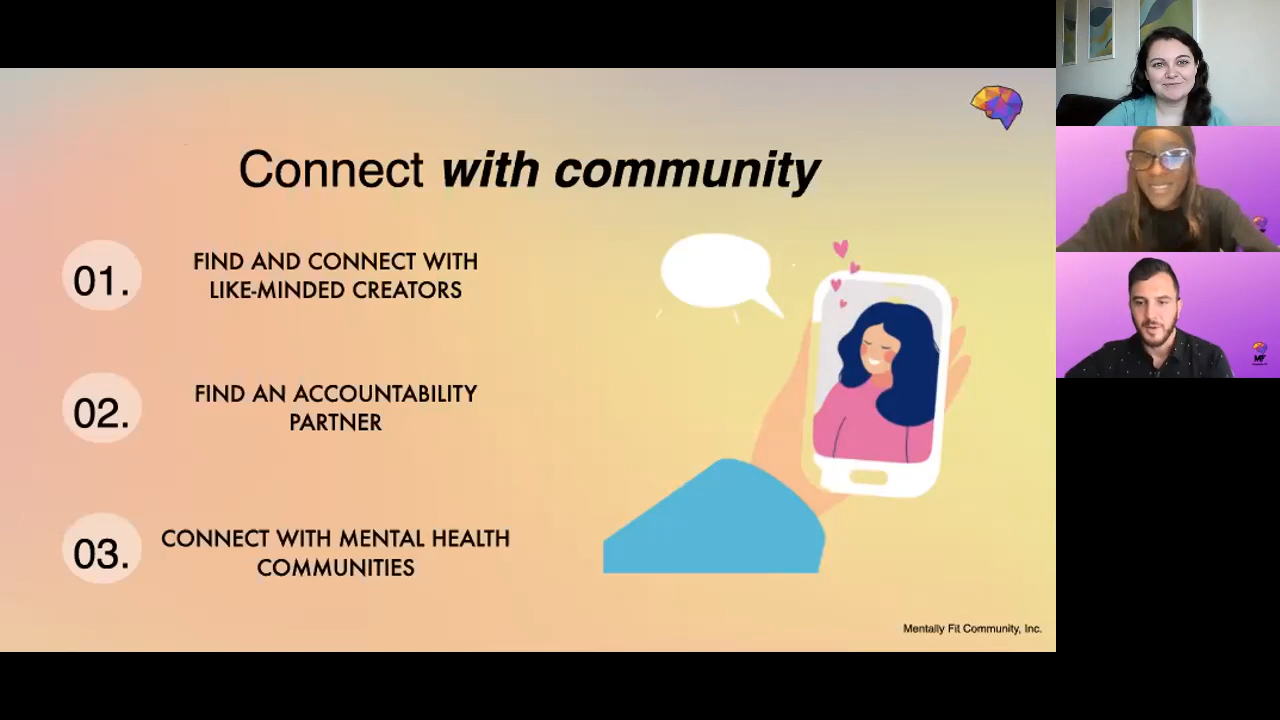 Connect with community
01.
FIND AND CONNECT WITH
LIKE-MINDED CREATORS
02.
FIND AN ACCOUNTABILITY
PARTNER
03.
CONNECT WITH MENTAL HEALTH
COMMUNITIES
Mentally Fit Community, Inc.